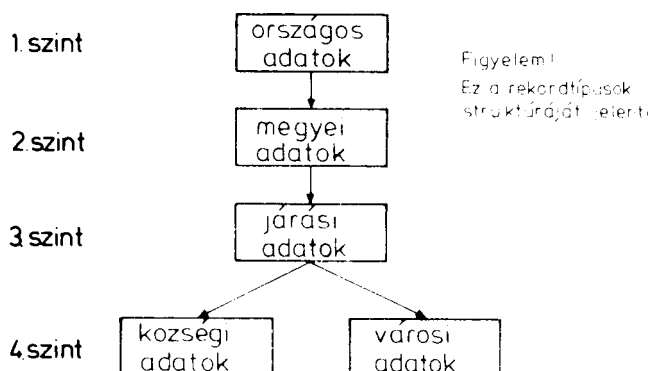 1. szint
országos
adatok
Figyelem!
Ez a rekordtípusok
struktúráját jelenti
2. szint
megyei
adatok
3. szint
járási
adatok
4. szint
községi
adatok
városi
adatok